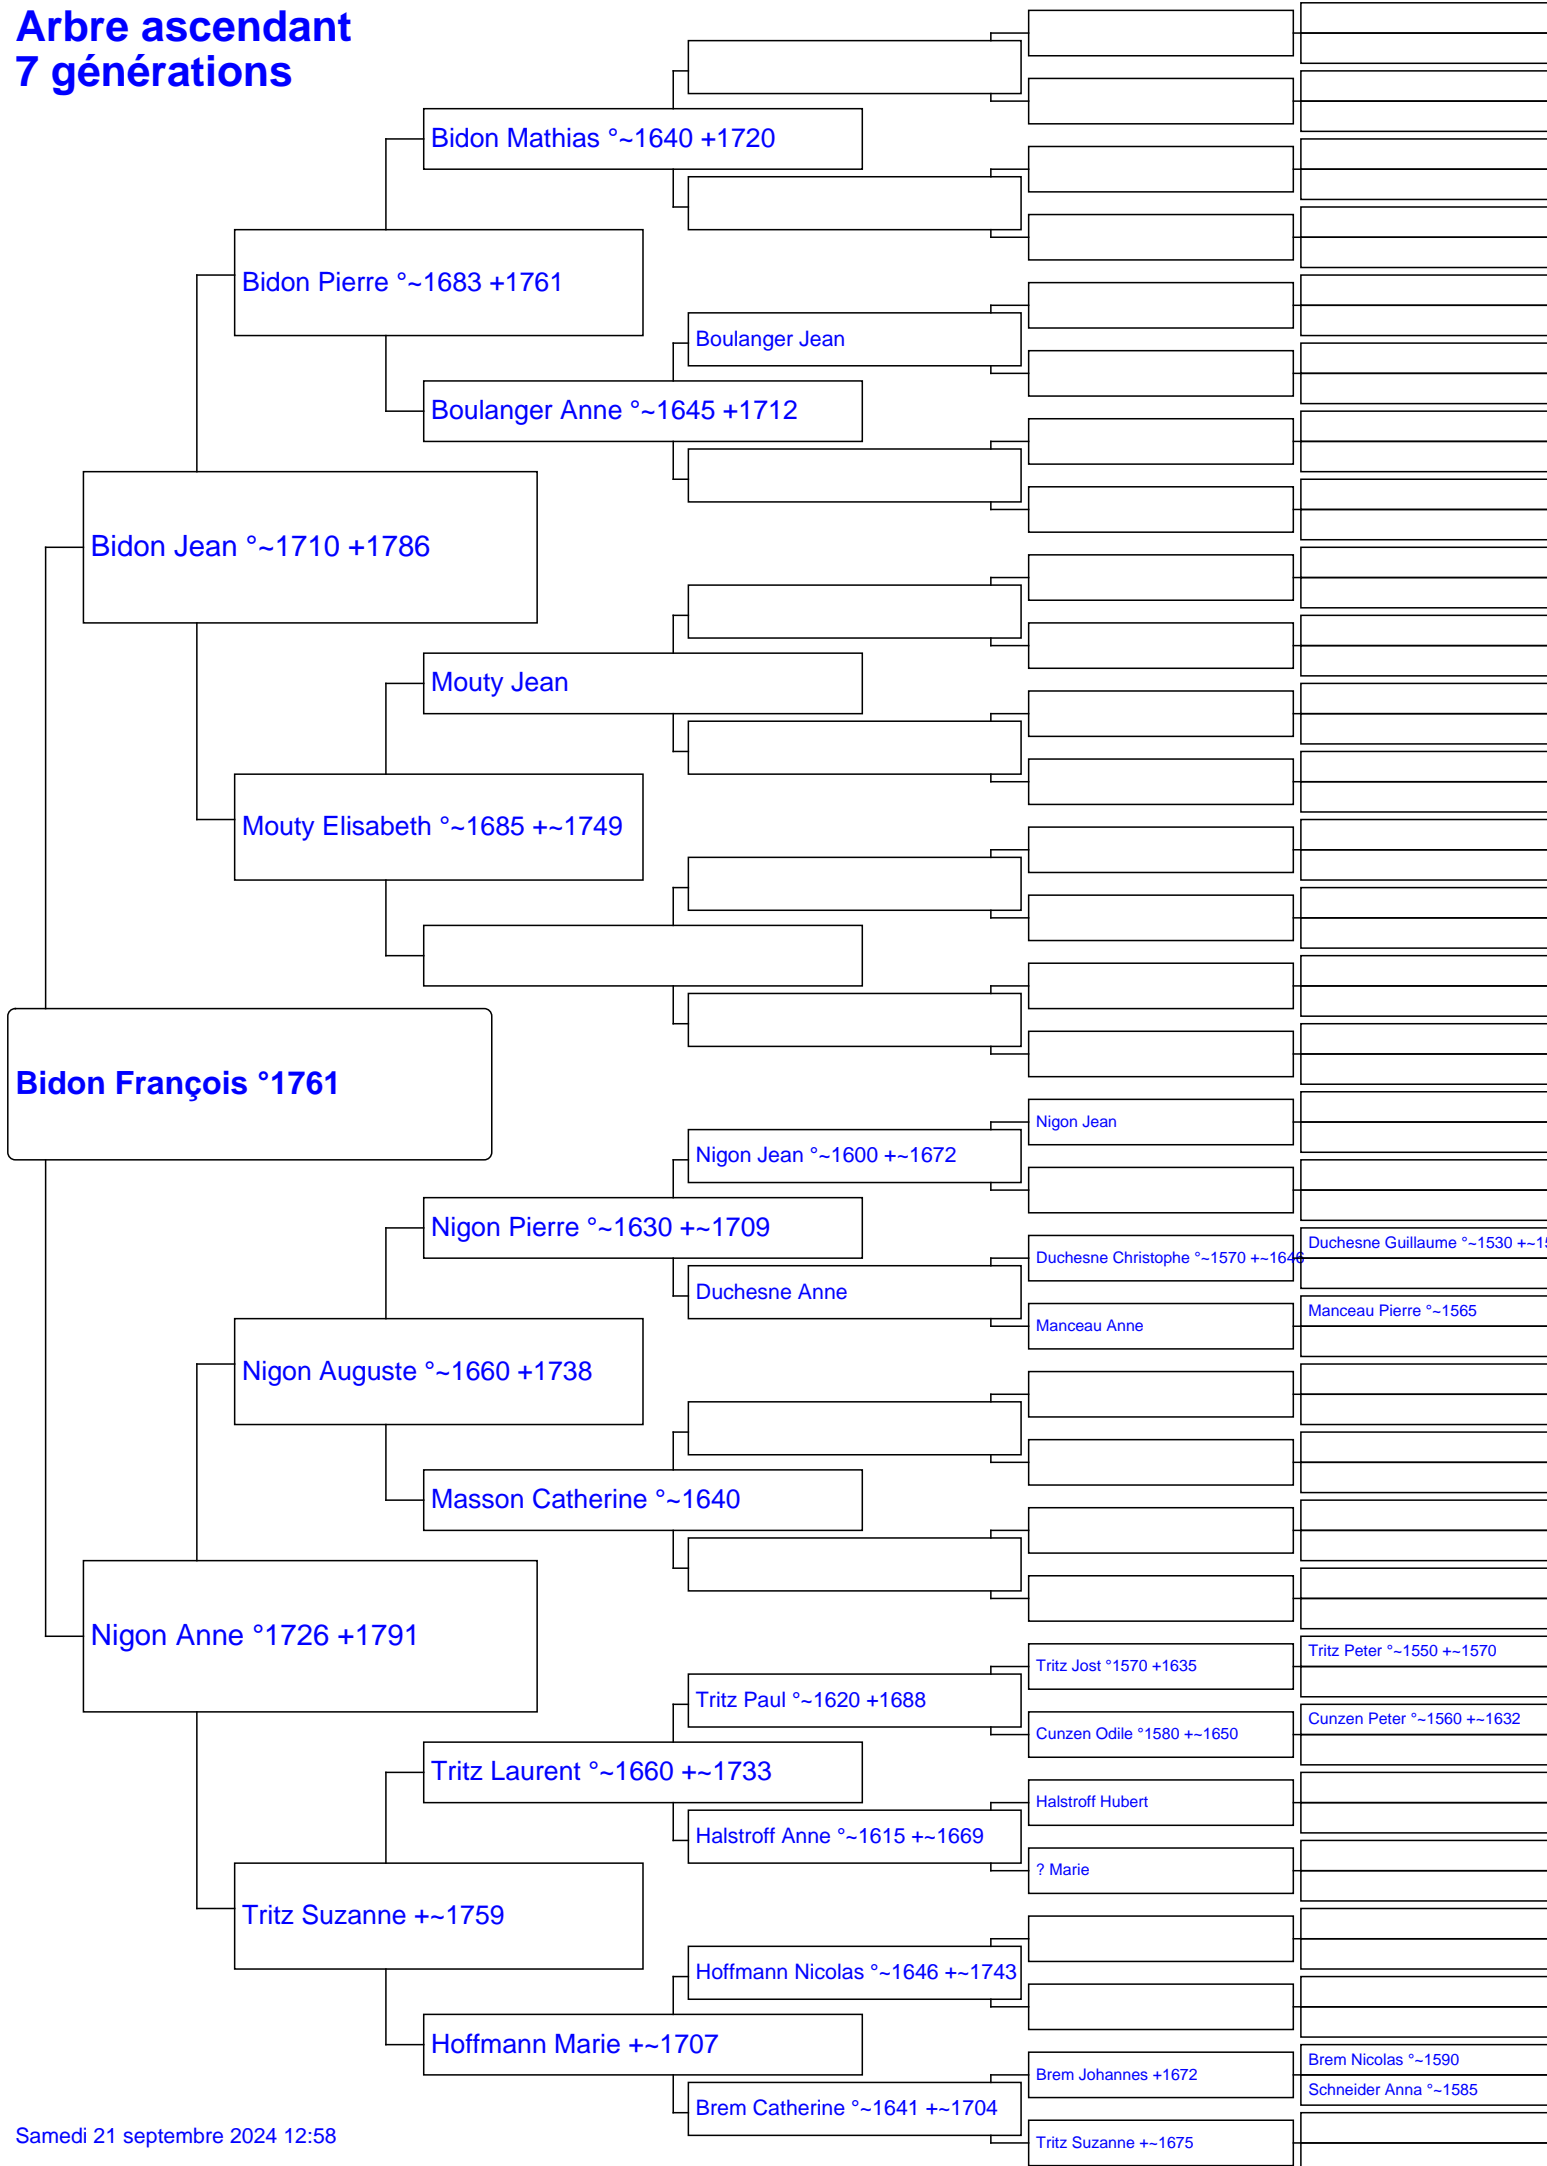 Arbre ascendant
7 générations
Bidon Mathias °~1640 +1720
Bidon Pierre °~1683 +1761
Boulanger Jean
Boulanger Anne °~1645 +1712
Bidon Jean °~1710 +1786
Mouty Jean
Mouty Elisabeth °~1685 +~1749
Bidon François °1761
Nigon Jean
Nigon Jean °~1600 +~1672
Nigon Pierre °~1630 +~1709
Duchesne Guillaume °~1530 +~15
Duchesne Christophe °~1570 +~1646
Duchesne Anne
Manceau Pierre °~1565
Manceau Anne
Nigon Auguste °~1660 +1738
Masson Catherine °~1640
Nigon Anne °1726 +1791
Tritz Peter °~1550 +~1570
Tritz Jost °1570 +1635
Tritz Paul °~1620 +1688
Cunzen Peter °~1560 +~1632
Cunzen Odile °1580 +~1650
Tritz Laurent °~1660 +~1733
Halstroff Hubert
Halstroff Anne °~1615 +~1669
? Marie
Tritz Suzanne +~1759
Hoffmann Nicolas °~1646 +~1743
Hoffmann Marie +~1707
Brem Nicolas °~1590
Brem Johannes +1672
Schneider Anna °~1585
Brem Catherine °~1641 +~1704
Tritz Suzanne +~1675
Samedi 21 septembre 2024 12:58